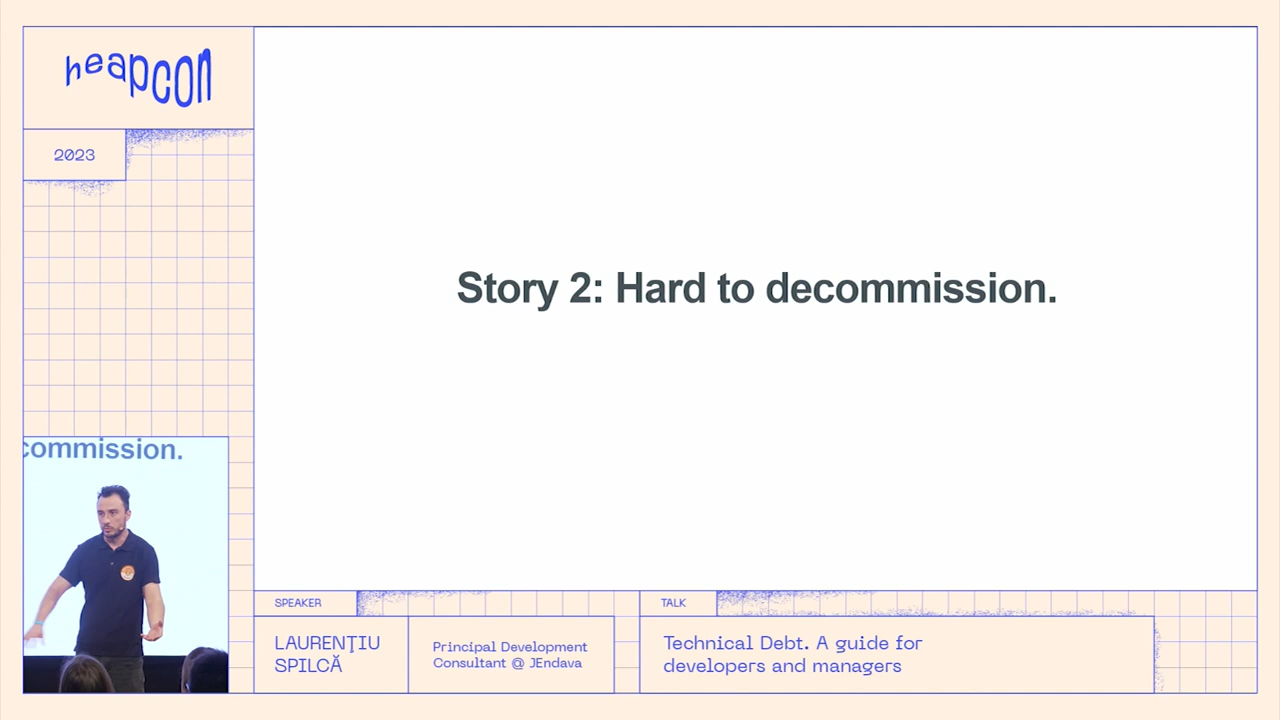 heapcon
2023
Story 2: Hard to decommission.
commission.
SPEAKER
LAURENŢIU
SPILCĂ
Principal Development
Consultant @ JEndava
TALK
Technical Debt. A guide for
developers and managers